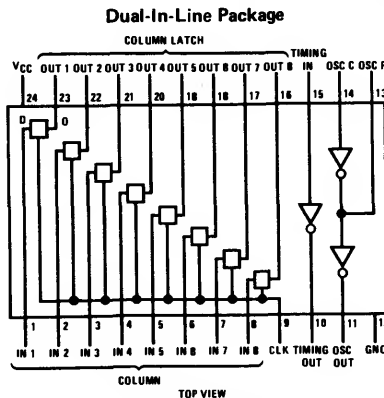 Dual-In-Line Package
COLUMN LATCH
TIMING
VCC OUT 1 OUT 2 OUT 3 OUT 4 OUT 5 OUT 6 OUT 7 OUT 8 IN OSC C OSC
24 23 22 21 20 19 18 17 16 15 14 13
D O
1 2 3 4 5 6 7 8 9 10 11
IN 1 IN 2 IN 3 IN 4 IN 5 IN 6 IN 7 IN 8 CLK TIMING OSC GND
OUT OUT
COLUMN
TOP VIEW